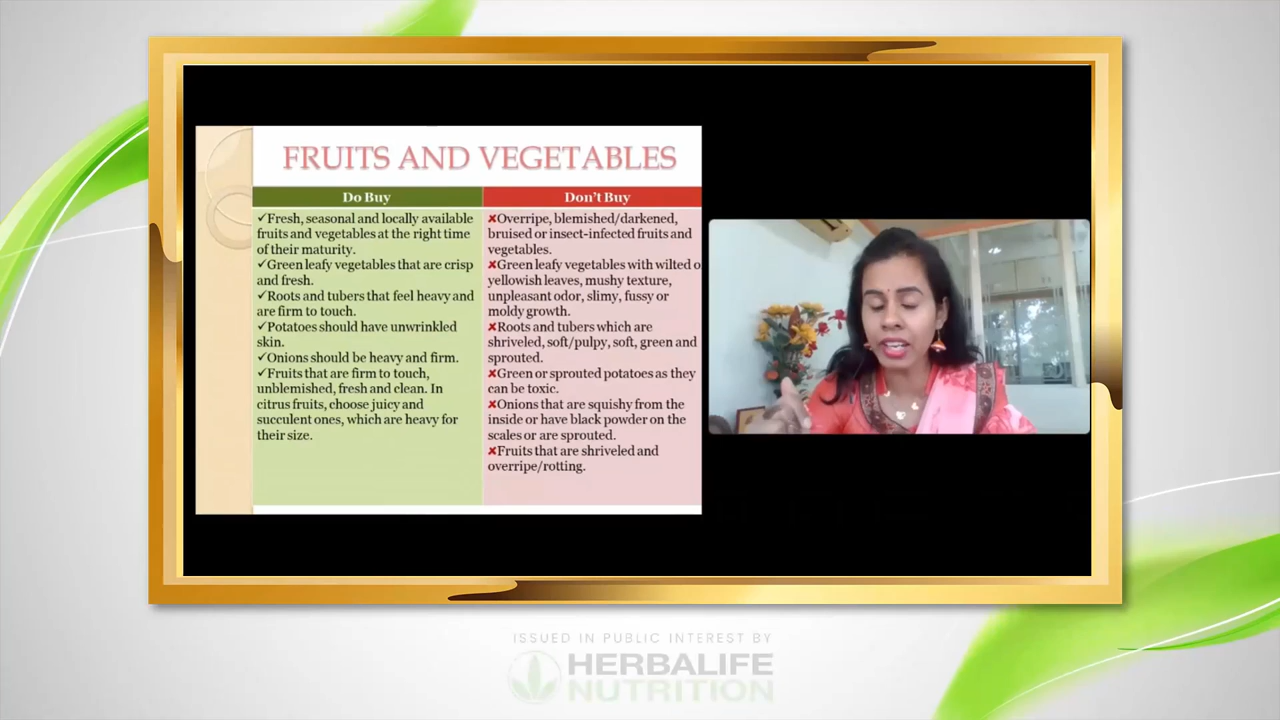 FRUITS AND VEGETABLES
Do Buy
✓Fresh, seasonal and locally available
fruits and vegetables at the right time
of their maturity.
✓Green leafy vegetables that are crisp
and fresh.
✓Roots and tubers that feel heavy and
are firm to touch.
✓Potatoes should have unwrinkled
skin.
✓Onions should be heavy and firm.
✓Fruits that are firm to touch,
unblemished, fresh and clean. In
citrus fruits, choose juicy and
succulent ones, which are heavy for
their size.
Don't Buy
✘Overripe, blemished/darkened,
bruised or insect-infected fruits and
vegetables.
✘Green leafy vegetables with wilted o
yellowish leaves, mushy texture,
unpleasant odor, slimy, fussy or
moldy growth.
✘Roots and tubers which are
shriveled, soft/pulpy, soft, green and
sprouted.
✘Green or sprouted potatoes as they
can be toxic.
✘Onions that are squishy from the
inside or have black powder on the
scales or are sprouted.
✘Fruits that are shriveled and
overripe/rotting.
ISSUED IN PUBLIC INTEREST BY
HERBALIFE
NUTRITION